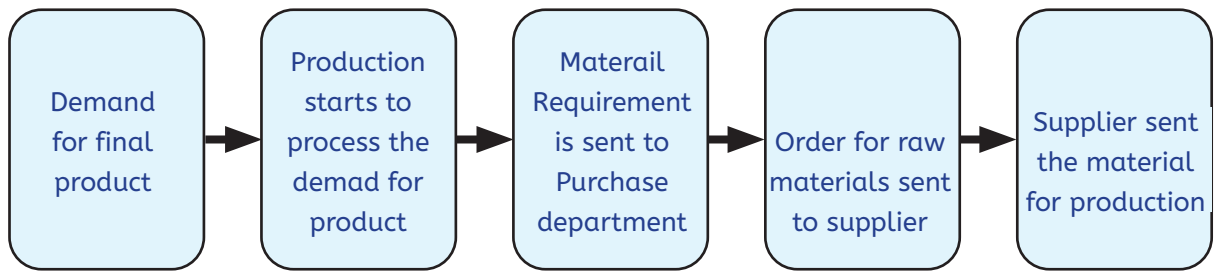 Demand
for final
product
Production
starts to
process the
demad for
product
Materail
Requirement
is sent to
Purchase
department
Order for raw
materials sent
to supplier
Supplier sent
the material
for production